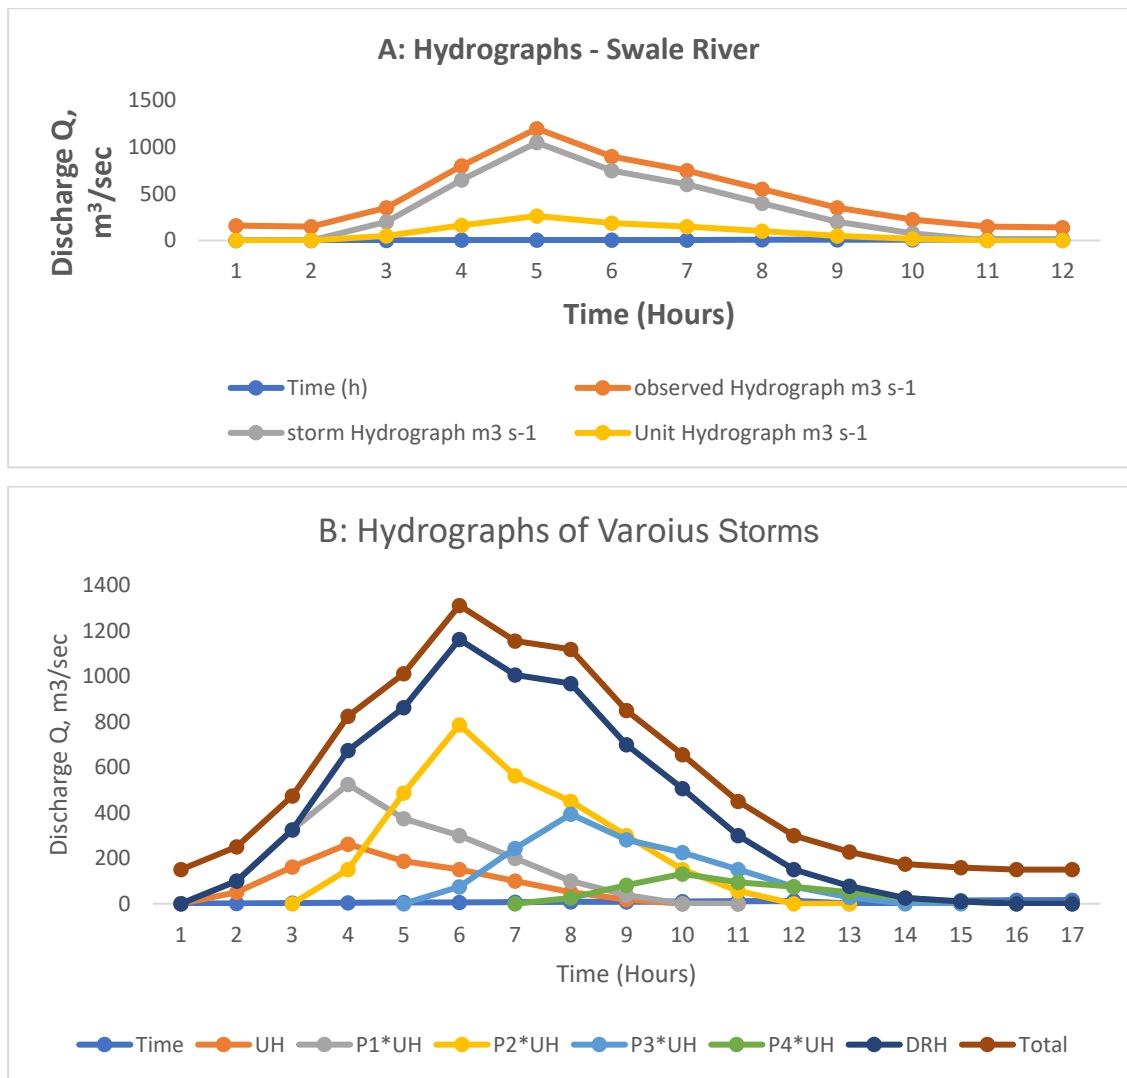 A: Hydrographs - Swale River
Discharge Q,
m³/sec
1500
1000
500
0
1 2 3 4 5 6 7 8 9 10 11 12
Time (Hours)
Time (h) observed Hydrograph m3 s-1
storm Hydrograph m3 s-1 Unit Hydrograph m3 s-1
B: Hydrographs of Varoius Storms
Discharge Q, m3/sec
1400
1200
1000
800
600
400
200
0
1 2 3 4 5 6 7 8 9 10 11 12 13 14 15 16 17
Time (Hours)
Time UH P1*UH P2*UH P3*UH P4*UH DRH Total